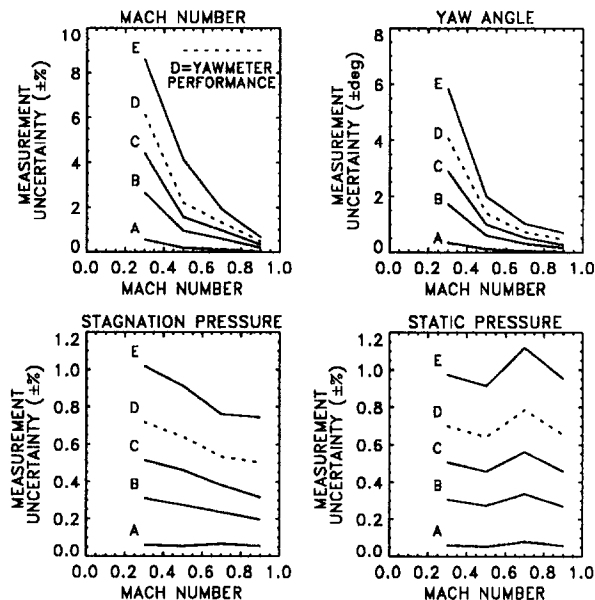 MACH NUMBER
MEASUREMENT
UNCERTAINTY (±%)
10
8
6
4
2
0
E
D
C
B
A
D=YAWMETER
PERFORMANCE
0.0 0.2 0.4 0.6 0.8 1.0
MACH NUMBER
YAW ANGLE
MEASUREMENT
UNCERTAINTY (±deg)
8
6
4
2
0
E
D
C
B
A
0.0 0.2 0.4 0.6 0.8 1.0
MACH NUMBER
STAGNATION PRESSURE
MEASUREMENT
UNCERTAINTY (±%)
1.2
1.0
0.8
0.6
0.4
0.2
0.0
E
D
C
B
A
0.0 0.2 0.4 0.6 0.8 1.0
MACH NUMBER
STATIC PRESSURE
MEASUREMENT
UNCERTAINTY (±%)
1.2
1.0
0.8
0.6
0.4
0.2
0.0
E
D
C
B
A
0.0 0.2 0.4 0.6 0.8 1.0
MACH NUMBER